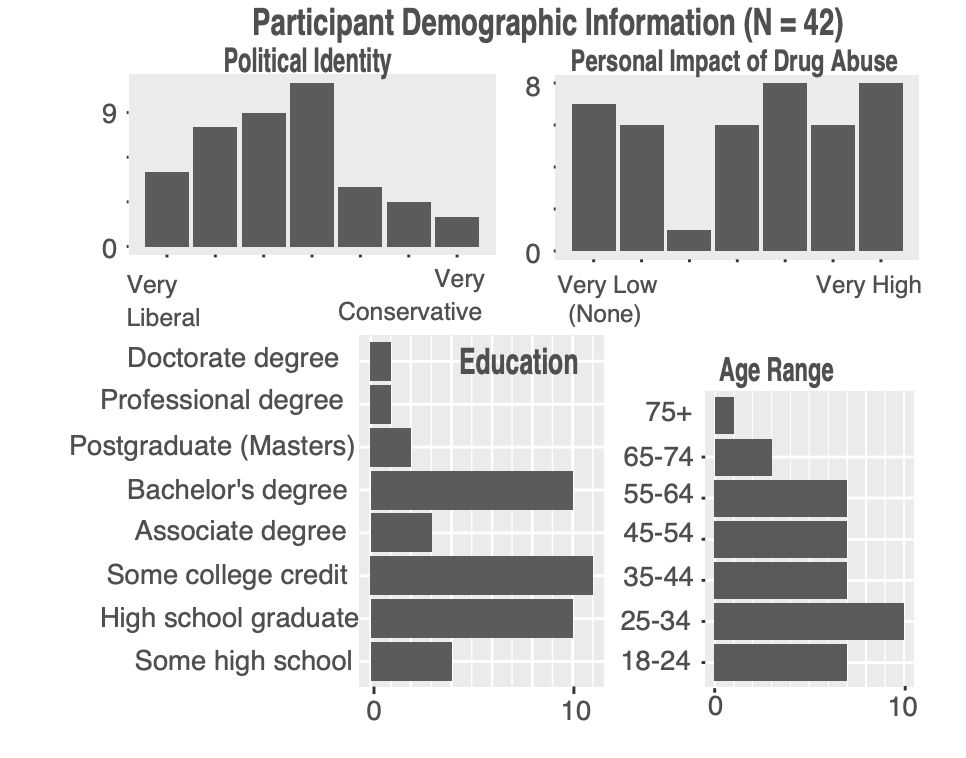 Participant Demographic Information (N = 42)
Political Identity
9
0
Very
Liberal
Very
Conservative
Personal Impact of Drug Abuse
8
0
Very Low
(None)
Very High
Education
Doctorate degree
Professional degree
Postgraduate (Masters)
Bachelor's degree
Associate degree
Some college credit
High school graduate
Some high school
0 10
Age Range
75+
65-74
55-64
45-54
35-44
25-34
18-24
0 10